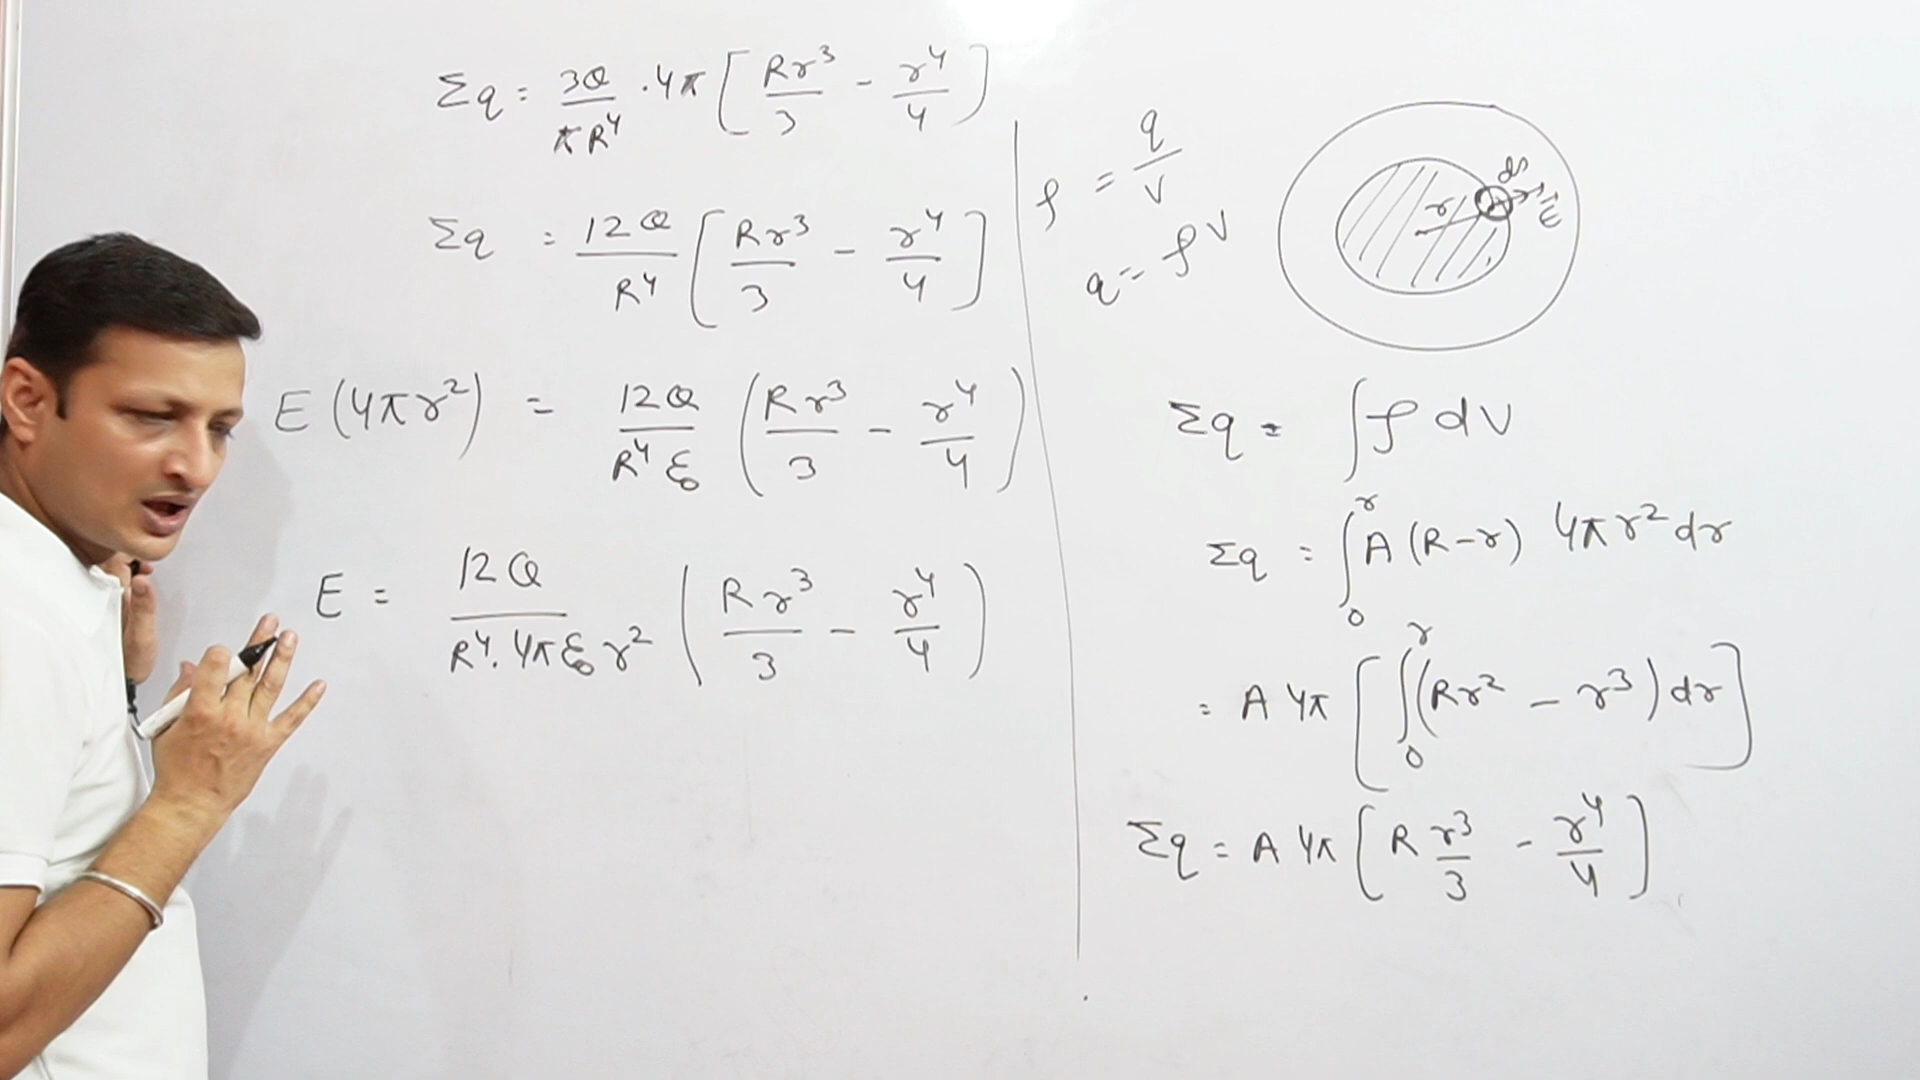 Σq = 3Q/πR⁴ · 4π [ Rr³/3 - r⁴/4 ]
Σq = 12Q/R⁴ [ Rr³/3 - r⁴/4 ]
E (4πr²) = 12Q/R⁴ε₀ ( Rr³/3 - r⁴/4 )
E = 12Q/R⁴. 4πε₀ r² ( Rr³/3 - r⁴/4 )
ρ = q/V
q = ρV
r ds E⃗
Σq = ∫ρ dV
Σq = ∫₀ʳ A (R-r) 4πr² dr
= A 4π [ ∫₀ʳ (Rr² - r³) dr ]
Σq = A 4π [ R r³/3 - r⁴/4 ]